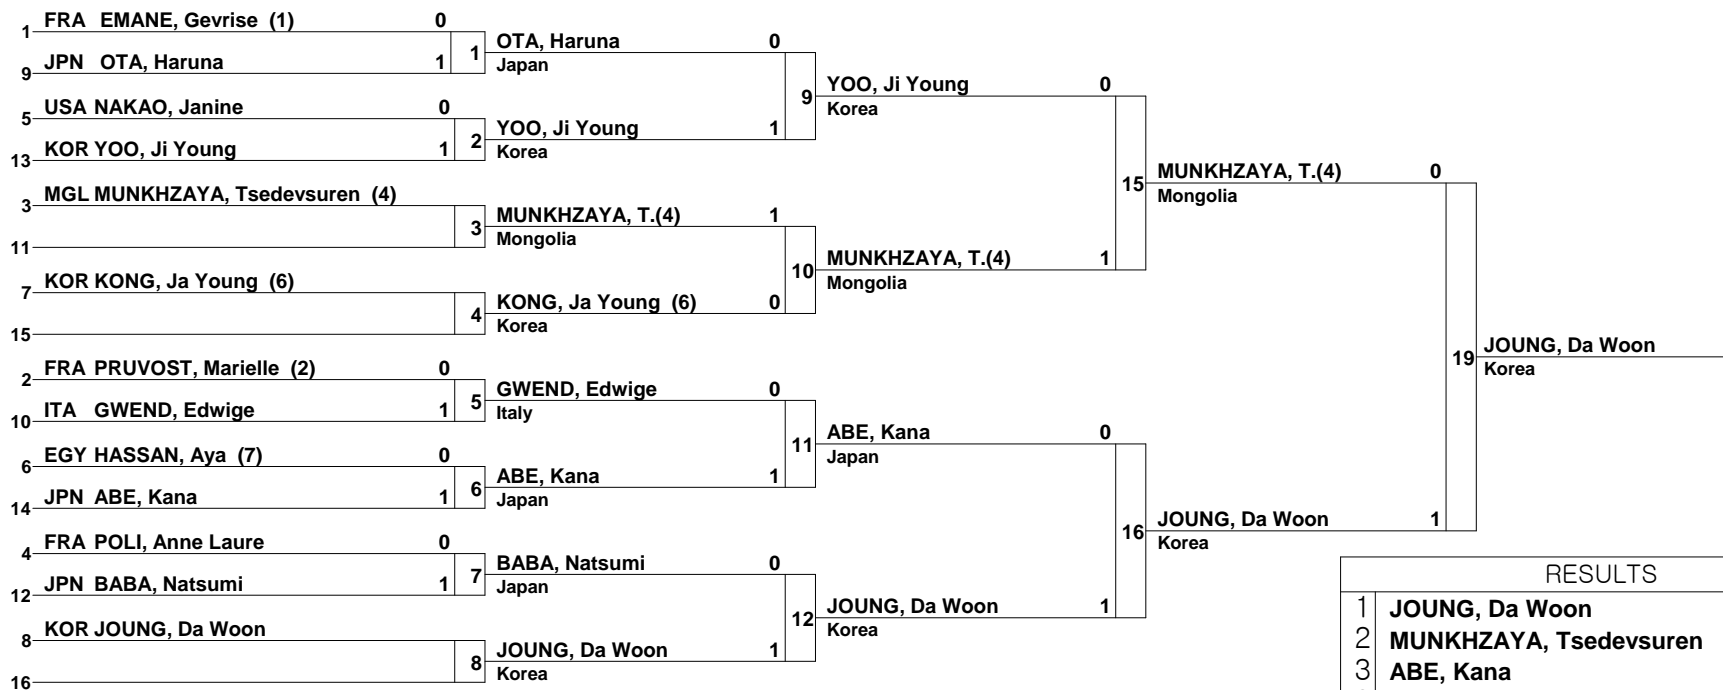 1 FRA EMANE, Gevrise (1) 0
9 JPN OTA, Haruna 1
1
OTA, Haruna 0
Japan
5 USA NAKAO, Janine 0
13 KOR YOO, Ji Young 1
2
YOO, Ji Young 1
Korea
9
YOO, Ji Young 0
Korea
3 MGL MUNKHZAYA, Tsedevsuren (4)
11
3
MUNKHZAYA, T.(4) 1
Mongolia
7 KOR KONG, Ja Young (6)
15
4
KONG, Ja Young (6) 0
Korea
10
MUNKHZAYA, T.(4) 1
Mongolia
15
MUNKHZAYA, T.(4) 0
Mongolia
2 FRA PRUVOST, Marielle (2) 0
10 ITA GWEND, Edwige 1
5
GWEND, Edwige 0
Italy
6 EGY HASSAN, Aya (7) 0
14 JPN ABE, Kana 1
6
ABE, Kana 1
Japan
11
ABE, Kana 0
Japan
4 FRA POLI, Anne Laure 0
12 JPN BABA, Natsumi 1
7
BABA, Natsumi 0
Japan
8 KOR JOUNG, Da Woon
16
8
JOUNG, Da Woon 1
Korea
12
JOUNG, Da Woon 1
Korea
16
JOUNG, Da Woon 1
Korea
19
JOUNG, Da Woon
Korea
RESULTS
1 JOUNG, Da Woon
2 MUNKHZAYA, Tsedevsuren
3 ABE, Kana